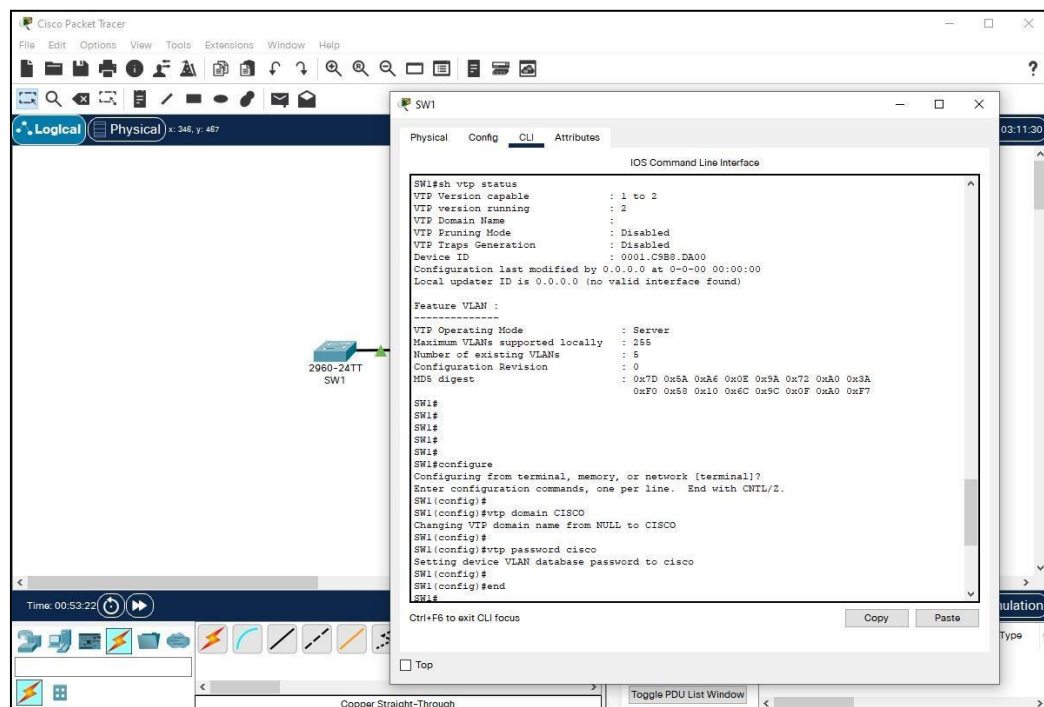 Cisco Packet Tracer
File Edit Options View Tools Extensions Window Help
?
Logical Physical x: 346, y: 467
03:11:30
2960-24TT
SW1
SW1
Physical Config CLI Attributes
IOS Command Line Interface
SW1#sh vtp status
VTP Version capable : 1 to 2
VTP version running : 2
VTP Domain Name :
VTP Pruning Mode : Disabled
VTP Traps Generation : Disabled
Device ID : 0001.C9B8.DA00
Configuration last modified by 0.0.0.0 at 0-0-00 00:00:00
Local updater ID is 0.0.0.0 (no valid interface found)
Feature VLAN :
--------------
VTP Operating Mode : Server
Maximum VLANs supported locally : 255
Number of existing VLANs : 5
Configuration Revision : 0
MD5 digest : 0x7D 0x5A 0xA6 0x0E 0x9A 0x72 0xA0 0x3A
0xF0 0x58 0x10 0x6C 0x9C 0x0F 0xA0 0xF7
SW1#
SW1#
SW1#
SW1#
SW1#
SW1#configure
Configuring from terminal, memory, or network [terminal]?
Enter configuration commands, one per line. End with CNTL/Z.
SW1(config)#
SW1(config)#vtp domain CISCO
Changing VTP domain name from NULL to CISCO
SW1(config)#
SW1(config)#vtp password cisco
Setting device VLAN database password to cisco
SW1(config)#
SW1(config)#end
SW1#
Ctrl+F6 to exit CLI focus
Copy Paste
Top
Time: 00:53:22
nulation
Type
Toggle PDU List Window
Copper Straight-Through